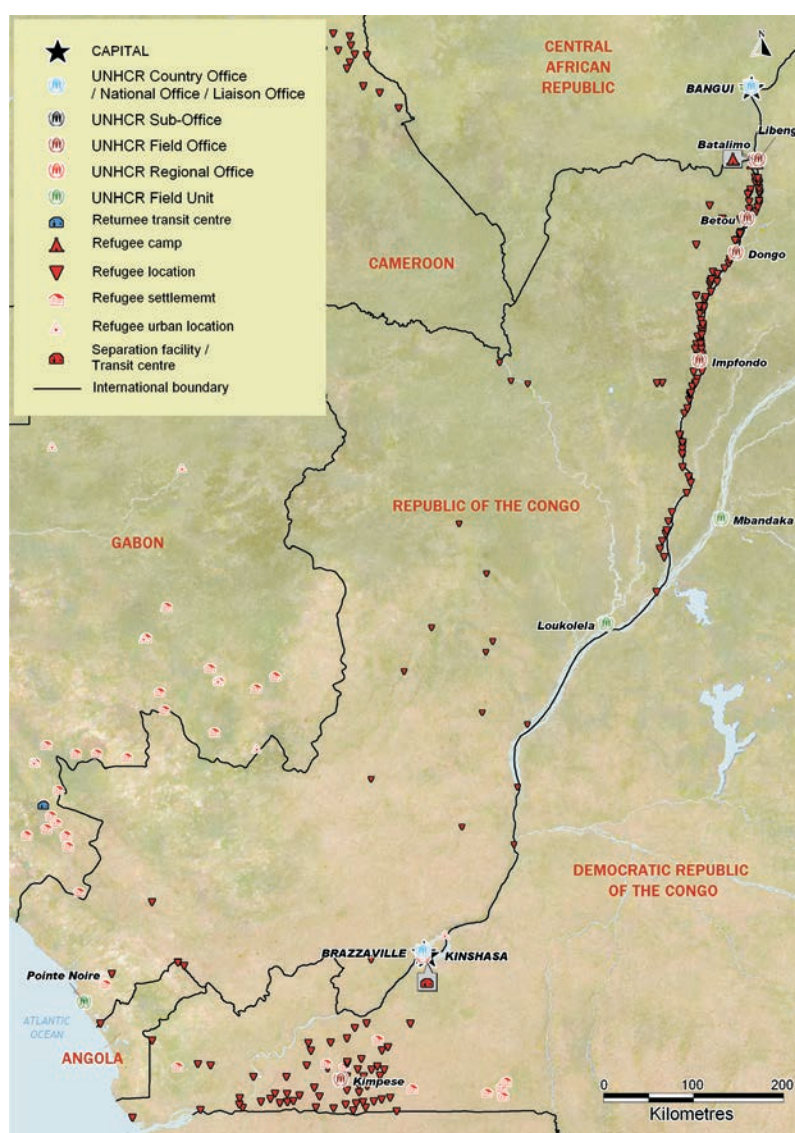 CAPITAL
UNHCR Country Office
/ National Office / Liaison Office
UNHCR Sub-Office
UNHCR Field Office
UNHCR Regional Office
UNHCR Field Unit
Returnee transit centre
Refugee camp
Refugee location
Refugee settlememt
Refugee urban location
Separation facility /
Transit centre
International boundary
N
CENTRAL
AFRICAN
REPUBLIC
BANGUI
Libeng
Batalimo
Betou
Dongo
CAMEROON
Impfondo
REPUBLIC OF THE CONGO
Mbandaka
GABON
Loukolela
DEMOCRATIC REPUBLIC
OF THE CONGO
BRAZZAVILLE
KINSHASA
Pointe Noire
ATLANTIC
OCEAN
ANGOLA
Kimpese
0 100 200
Kilometres